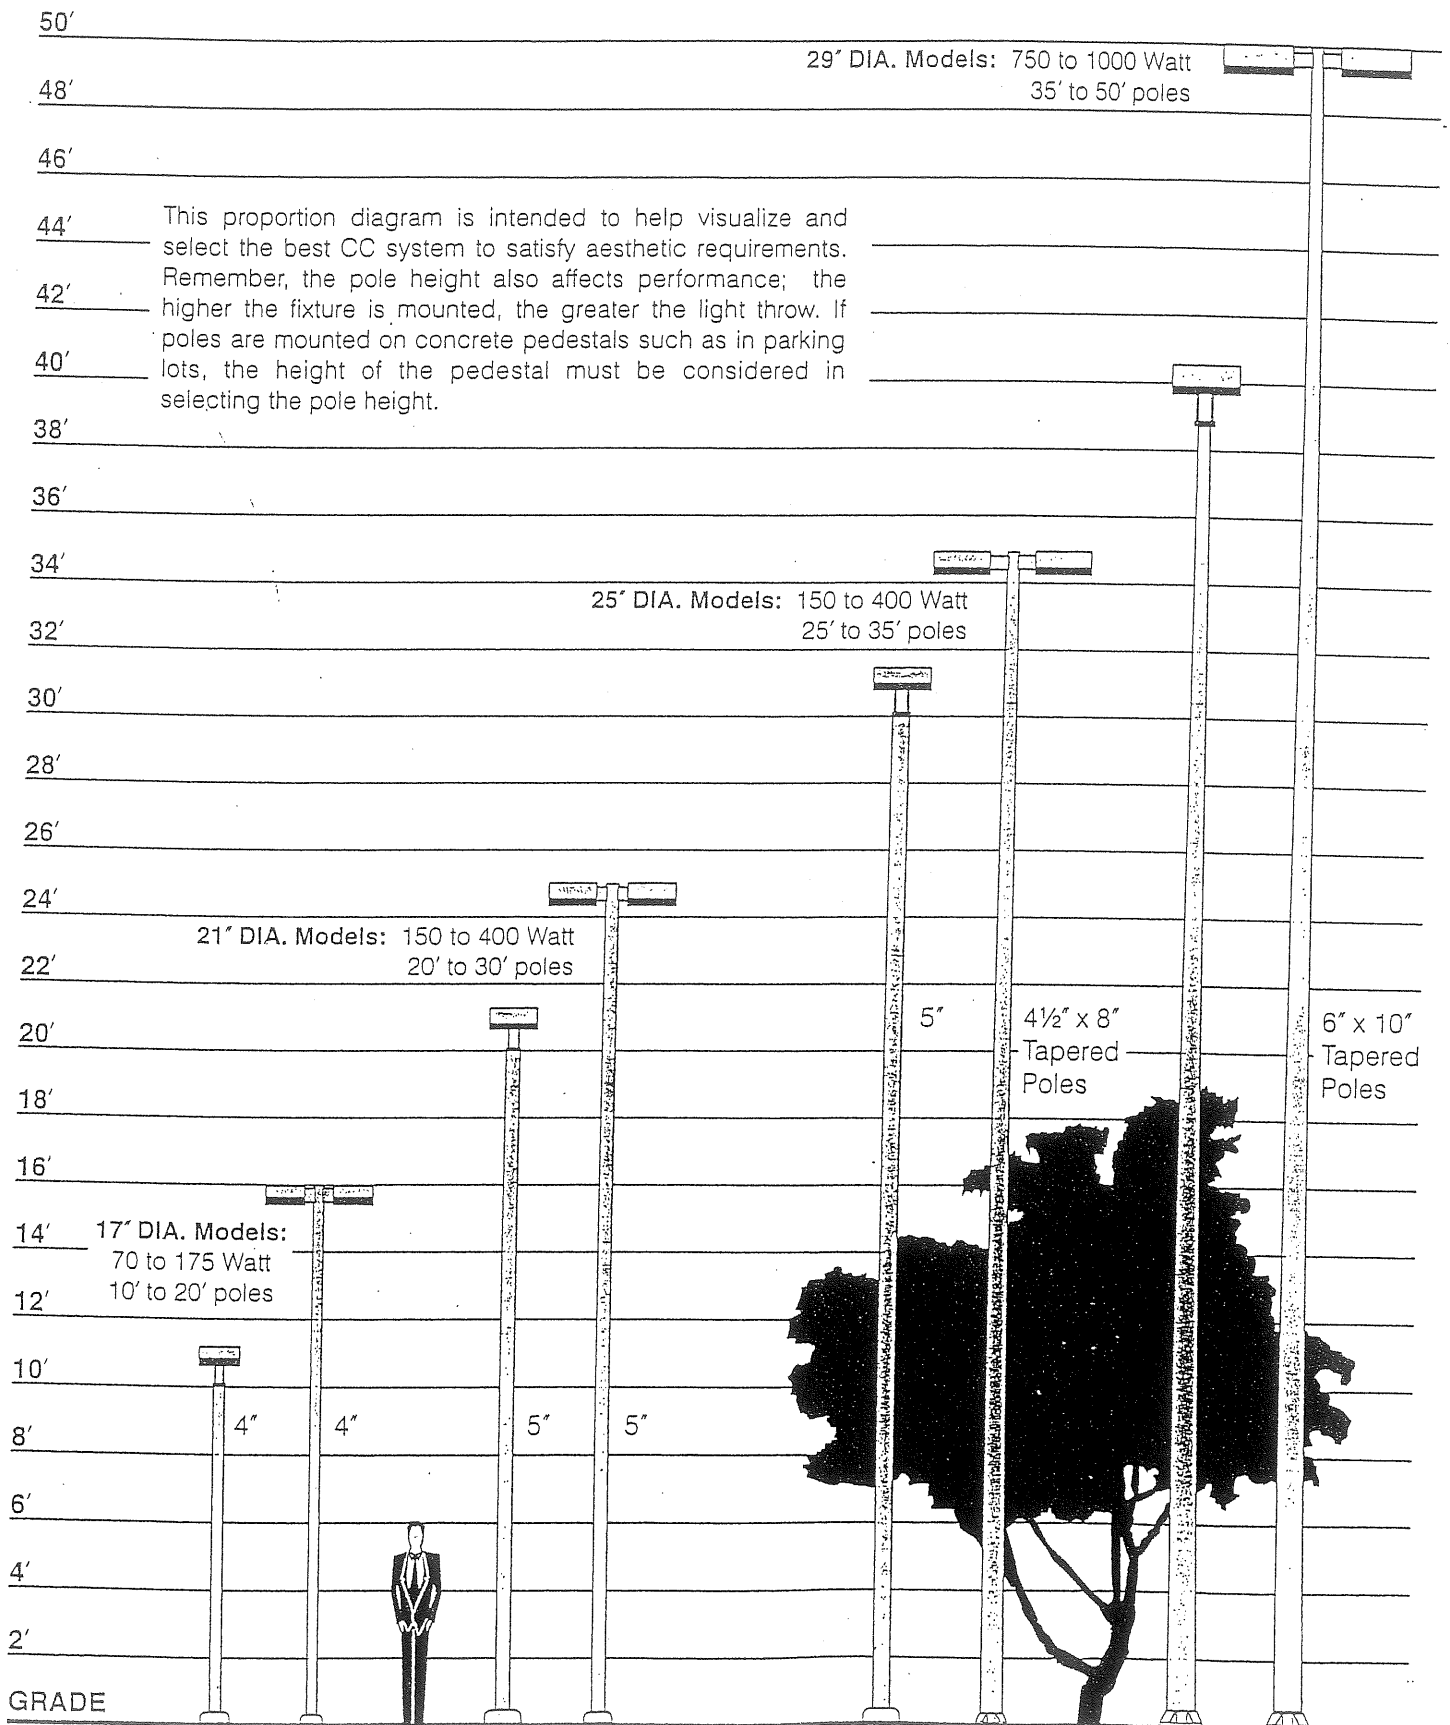 50′
29″ DIA. Models: 750 to 1000 Watt
35′ to 50′ poles
48′
46′
This proportion diagram is intended to help visualize and
44′
select the best CC system to satisfy aesthetic requirements.
Remember, the pole height also affects performance; the
42′
higher the fixture is mounted, the greater the light throw. If
poles are mounted on concrete pedestals such as in parking
40′
lots, the height of the pedestal must be considered in
selecting the pole height.
38′
36′
34′
25″ DIA. Models: 150 to 400 Watt
25′ to 35′ poles
32′
30′
28′
26′
24′
21″ DIA. Models: 150 to 400 Watt
20′ to 30′ poles
22′
5″
4½″ x 8″
Tapered
Poles
6″ x 10″
Tapered
Poles
20′
18′
16′
14′
17″ DIA. Models:
70 to 175 Watt
10′ to 20′ poles
12′
10′
4″
4″
5″
5″
8′
6′
4′
2′
GRADE